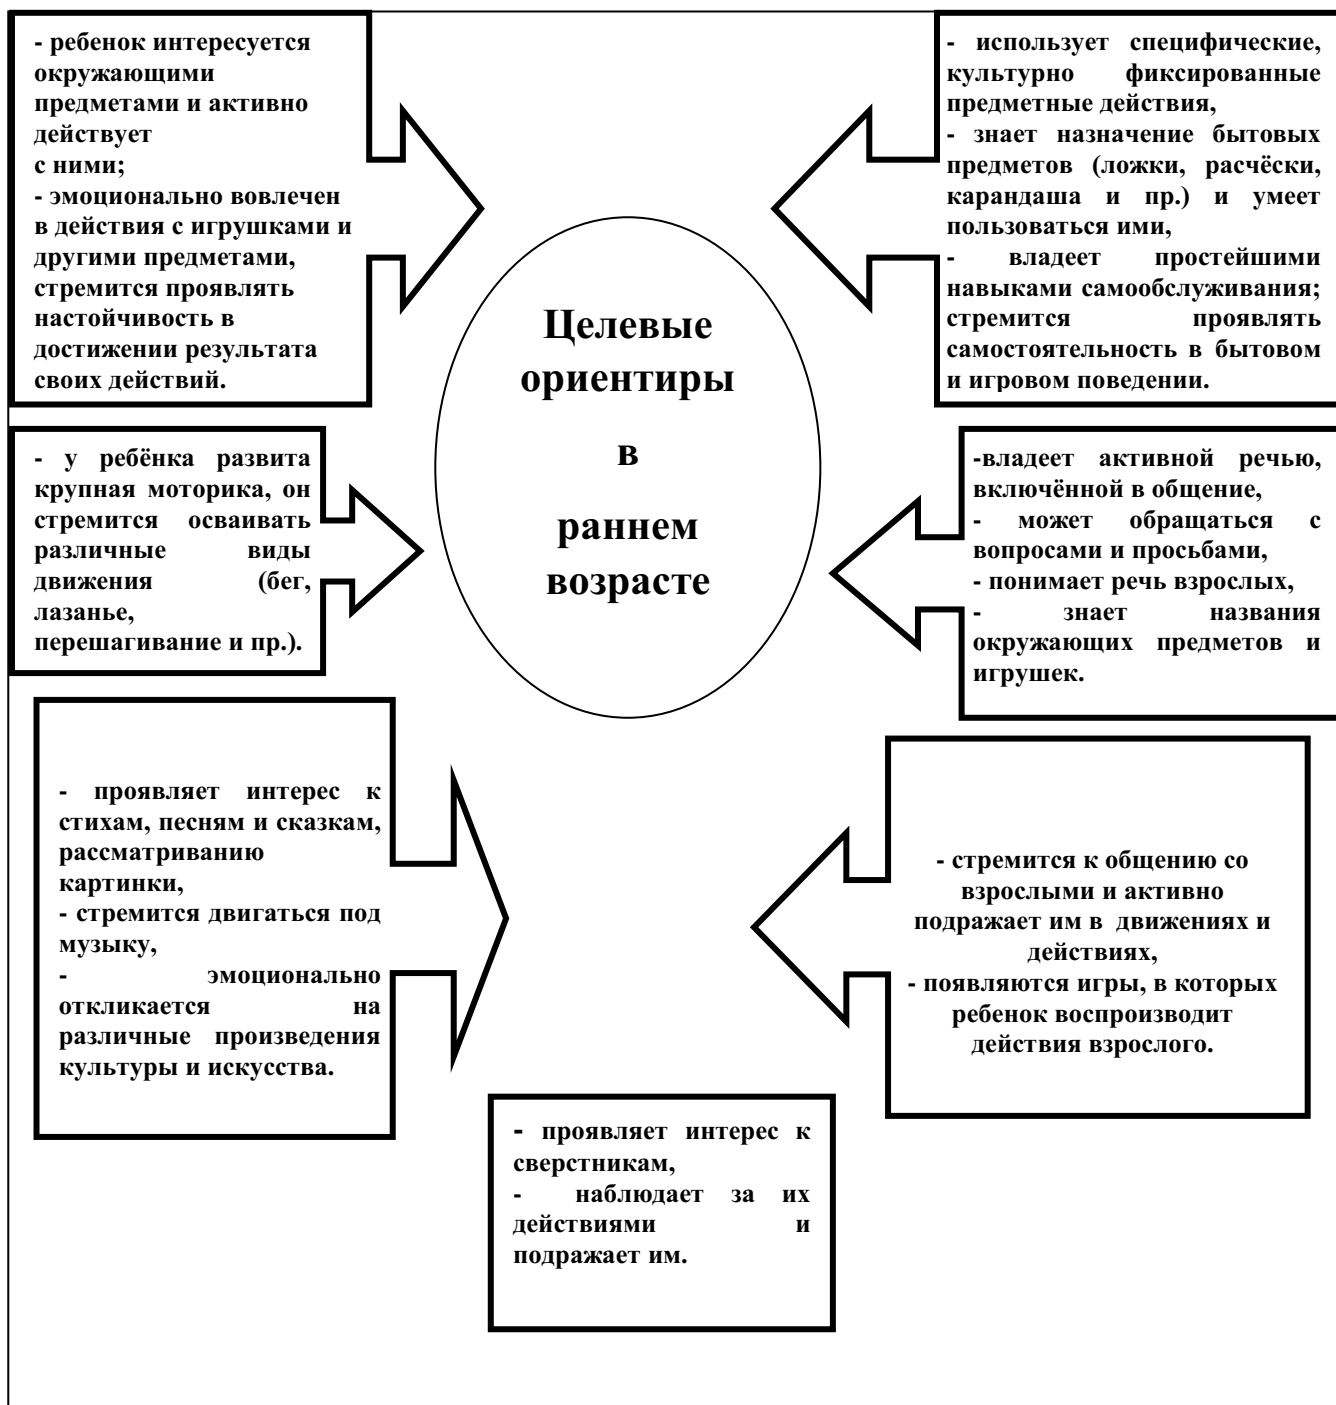 - ребенок интересуется
окружающими
предметами и активно
действует
с ними;
- эмоционально вовлечен
в действия с игрушками и
другими предметами,
стремится проявлять
настойчивость в
достижении результата
своих действий.
- использует специфические,
культурно фиксированные
предметные действия,
- знает назначение бытовых
предметов (ложки, расчёски,
карандаша и пр.) и умеет
пользоваться ими,
- владеет простейшими
навыками самообслуживания;
стремится проявлять
самостоятельность в бытовом
и игровом поведении.
Целевые
ориентиры
в
раннем
возрасте
- у ребёнка развита
крупная моторика, он
стремится осваивать
различные виды
движения (бег,
лазанье,
перешагивание и пр.).
-владеет активной речью,
включённой в общение,
- может обращаться с
вопросами и просьбами,
- понимает речь взрослых,
- знает названия
окружающих предметов и
игрушек.
- проявляет интерес к
стихам, песням и сказкам,
рассматриванию
картинки,
- стремится двигаться под
музыку,
- эмоционально
откликается на
различные произведения
культуры и искусства.
- стремится к общению со
взрослыми и активно
подражает им в движениях и
действиях,
- появляются игры, в которых
ребенок воспроизводит
действия взрослого.
- проявляет интерес к
сверстникам,
- наблюдает за их
действиями и
подражает им.